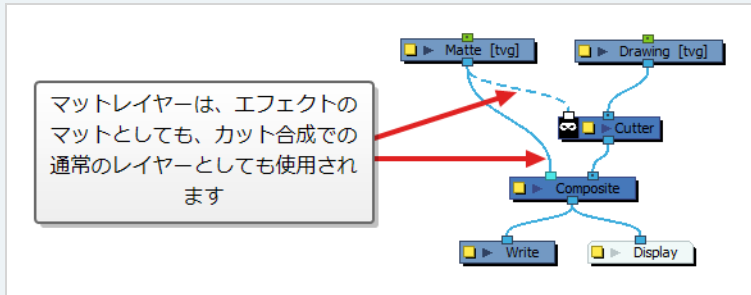 Matte [tvg]
Drawing [tvg]
マットレイヤーは、エフェクトの
マットとしても、カット合成での
通常のレイヤーとしても使用され
ます
Cutter
Composite
Write
Display